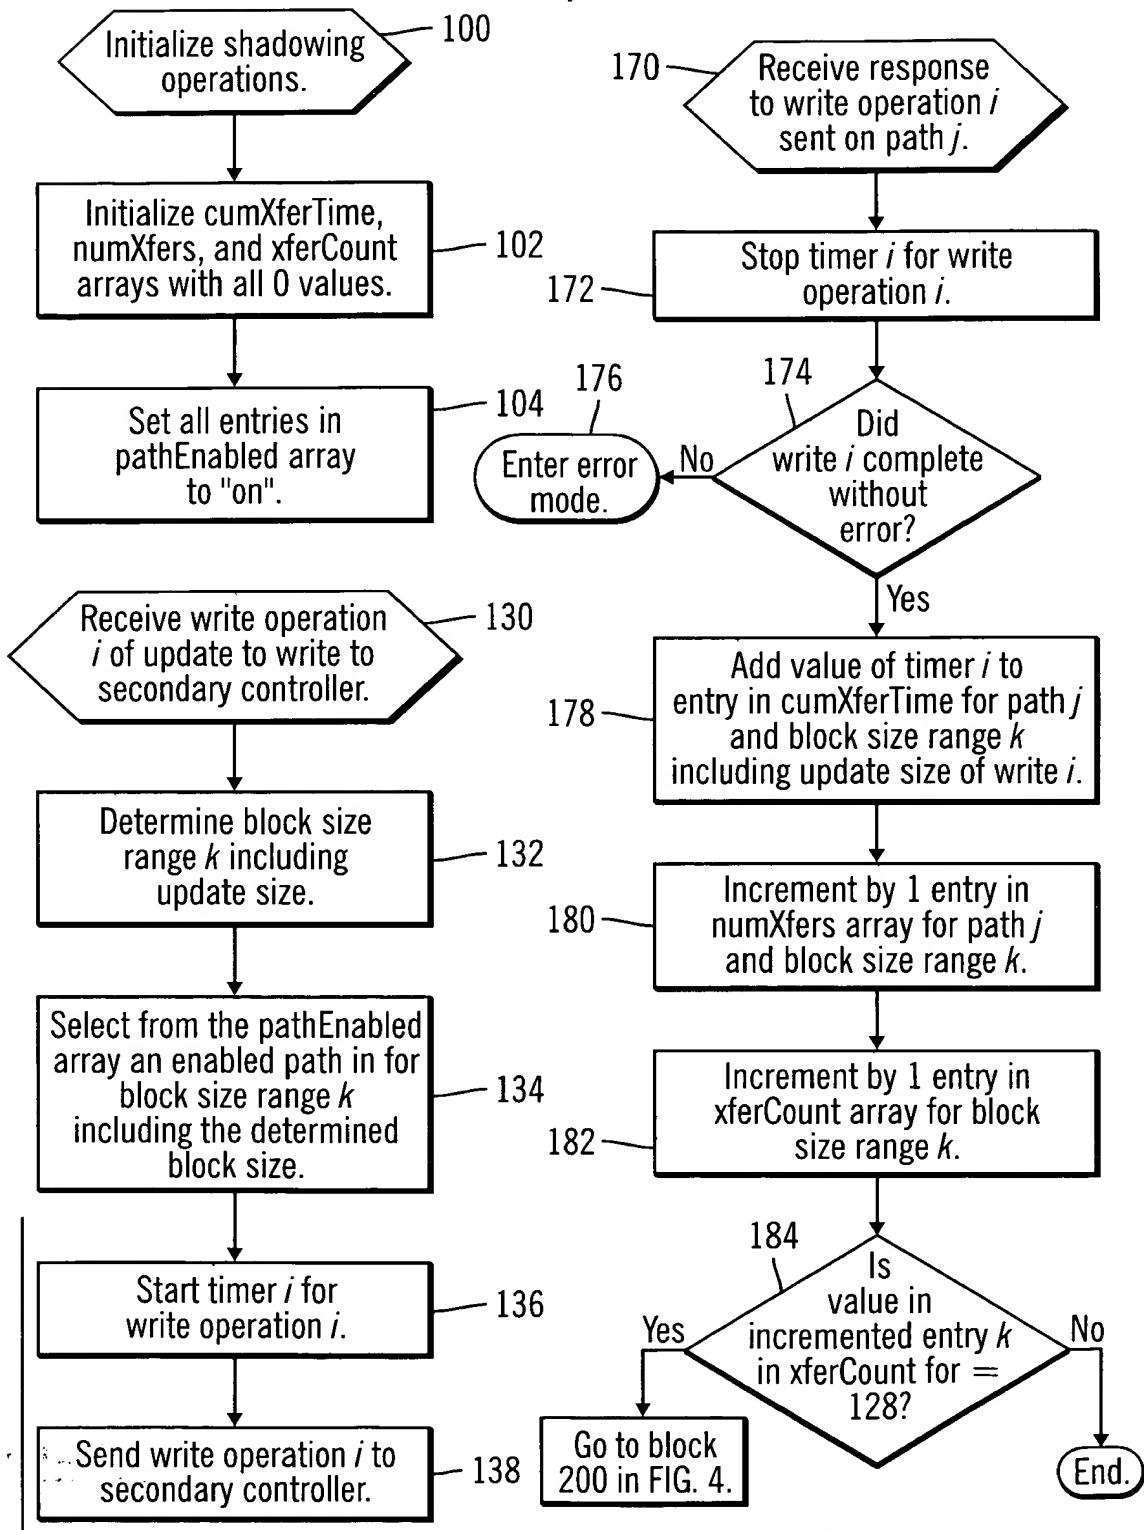 Initialize shadowing
operations.
100
Initialize cumXferTime,
numXfers, and xferCount
arrays with all 0 values.
102
Set all entries in
pathEnabled array
to "on".
104
Receive write operation
i of update to write to
secondary controller.
130
Determine block size
range k including
update size.
132
Select from the pathEnabled
array an enabled path in for
block size range k
including the determined
block size.
134
Start timer i for
write operation i.
136
Send write operation i to
secondary controller.
138
170
Receive response
to write operation i
sent on path j.
172
Stop timer i for write
operation i.
174
Did
write i complete
without
error?
No
176
Enter error
mode.
Yes
178
Add value of timer i to
entry in cumXferTime for path j
and block size range k
including update size of write i.
180
Increment by 1 entry in
numXfers array for path j
and block size range k.
182
Increment by 1 entry in
xferCount array for block
size range k.
184
Is
value in
incremented entry k
in xferCount for =
128?
Yes
Go to block
200 in FIG. 4.
No
End.